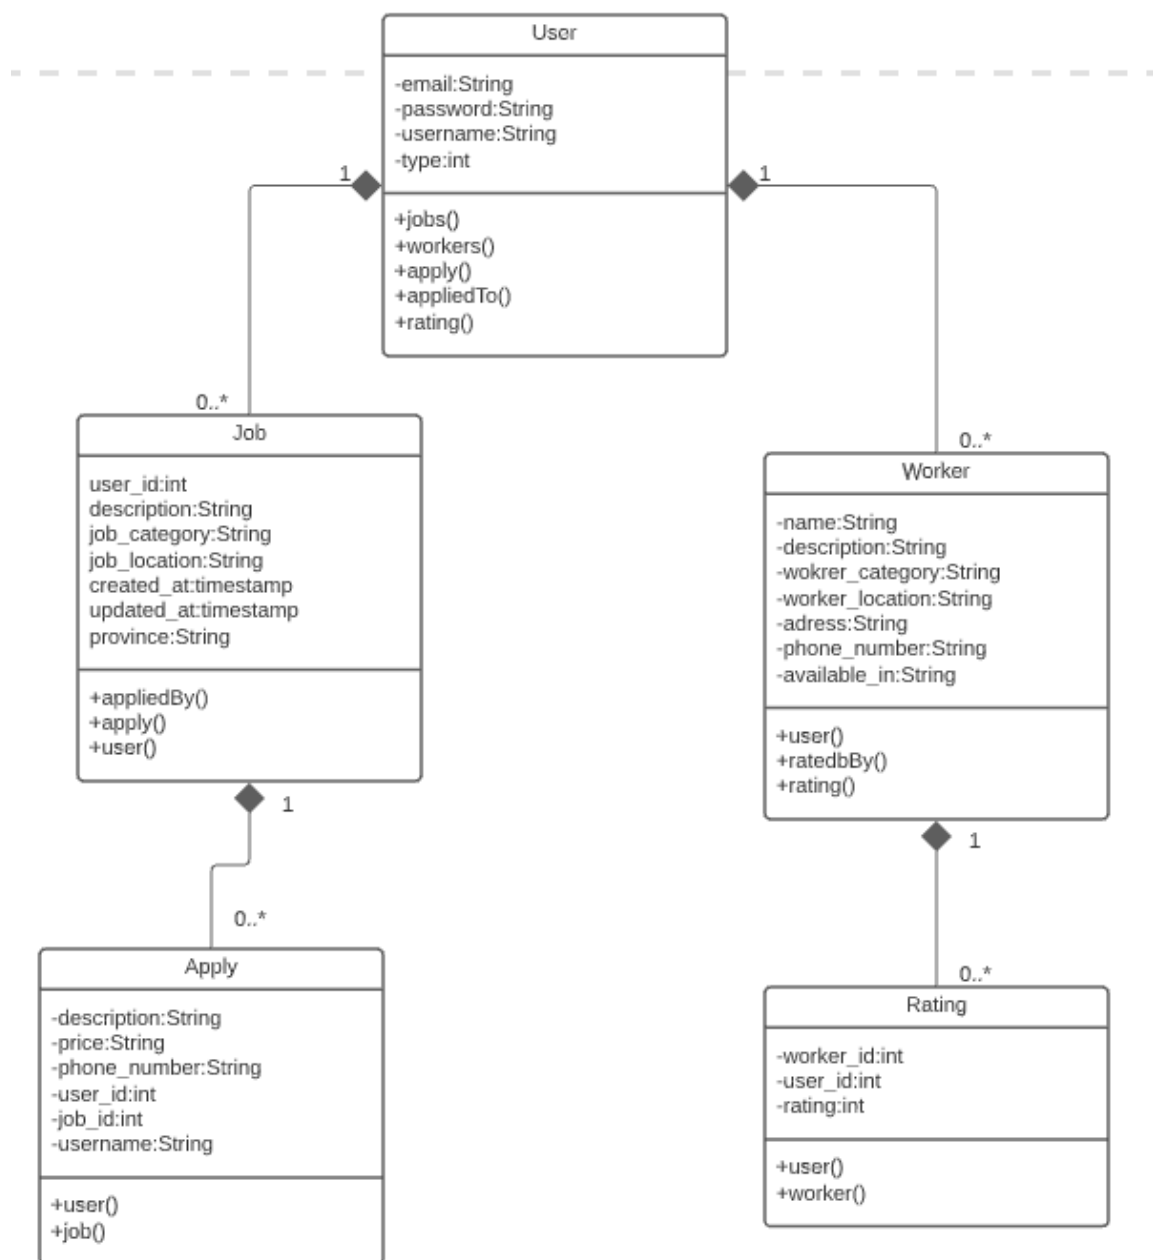 User
-email:String
-password:String
-username:String
-type:int
+jobs()
+workers()
+apply()
+appliedTo()
+rating()
1
1
0..*
0..*
Job
user_id:int
description:String
job_category:String
job_location:String
created_at:timestamp
updated_at:timestamp
province:String
+appliedBy()
+apply()
+user()
1
0..*
Worker
-name:String
-description:String
-wokrer_category:String
-worker_location:String
-adress:String
-phone_number:String
-available_in:String
+user()
+ratedbBy()
+rating()
1
0..*
Apply
-description:String
-price:String
-phone_number:String
-user_id:int
-job_id:int
-username:String
+user()
+job()
Rating
-worker_id:int
-user_id:int
-rating:int
+user()
+worker()